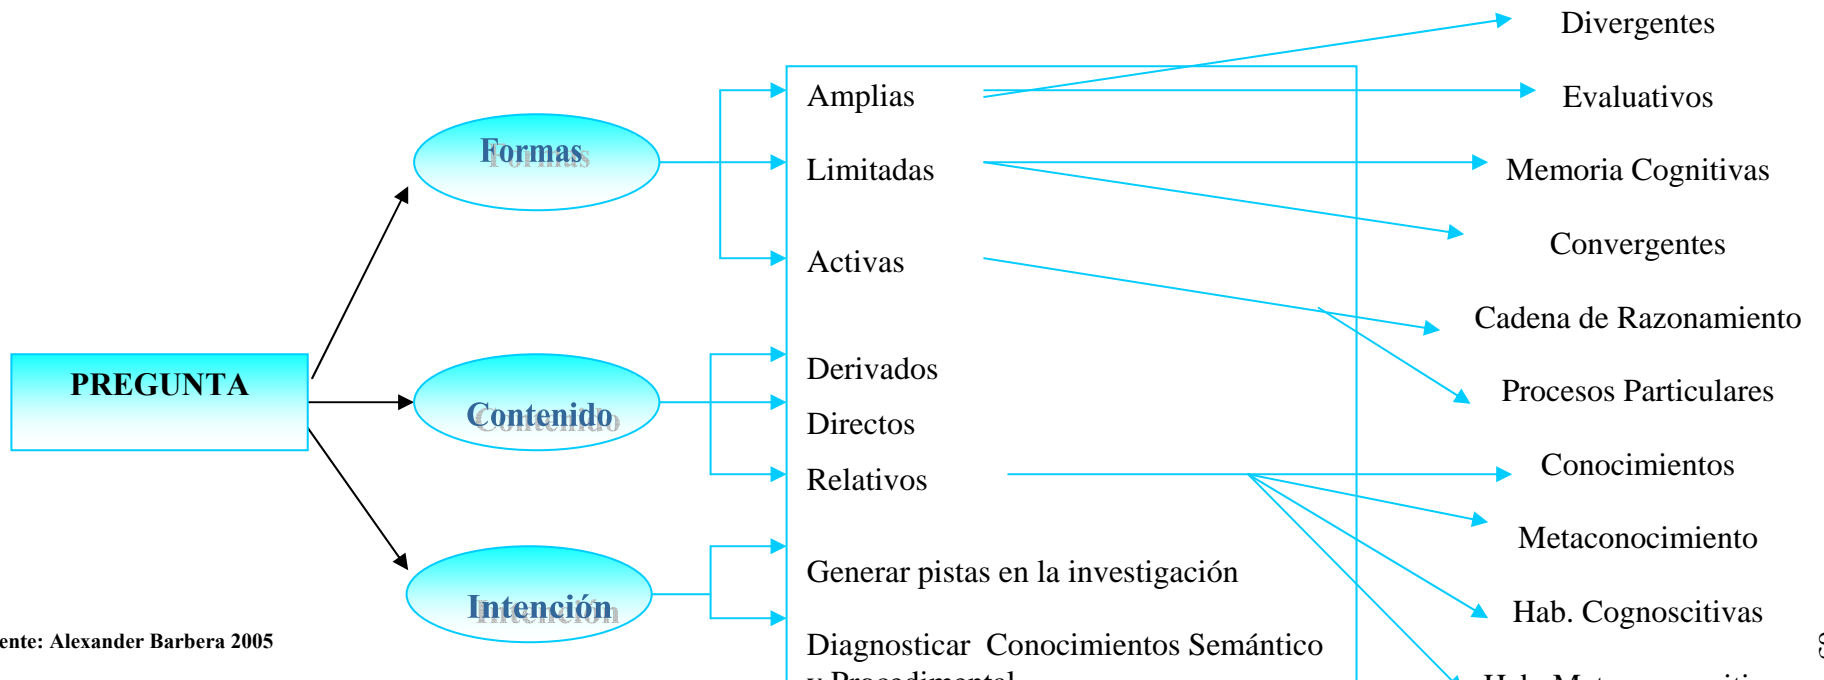 Divergentes
Amplias
Evaluativos
Formas
Limitadas
Memoria Cognitivas
Activas
Convergentes
Cadena de Razonamiento
PREGUNTA
Derivados
Procesos Particulares
Contenido
Directos
Relativos
Conocimientos
Metaconocimiento
Generar pistas en la investigación
Intención
Hab. Cognoscitivas
ente: Alexander Barbera 2005
Diagnosticar Conocimientos Semántico
y Procedimental